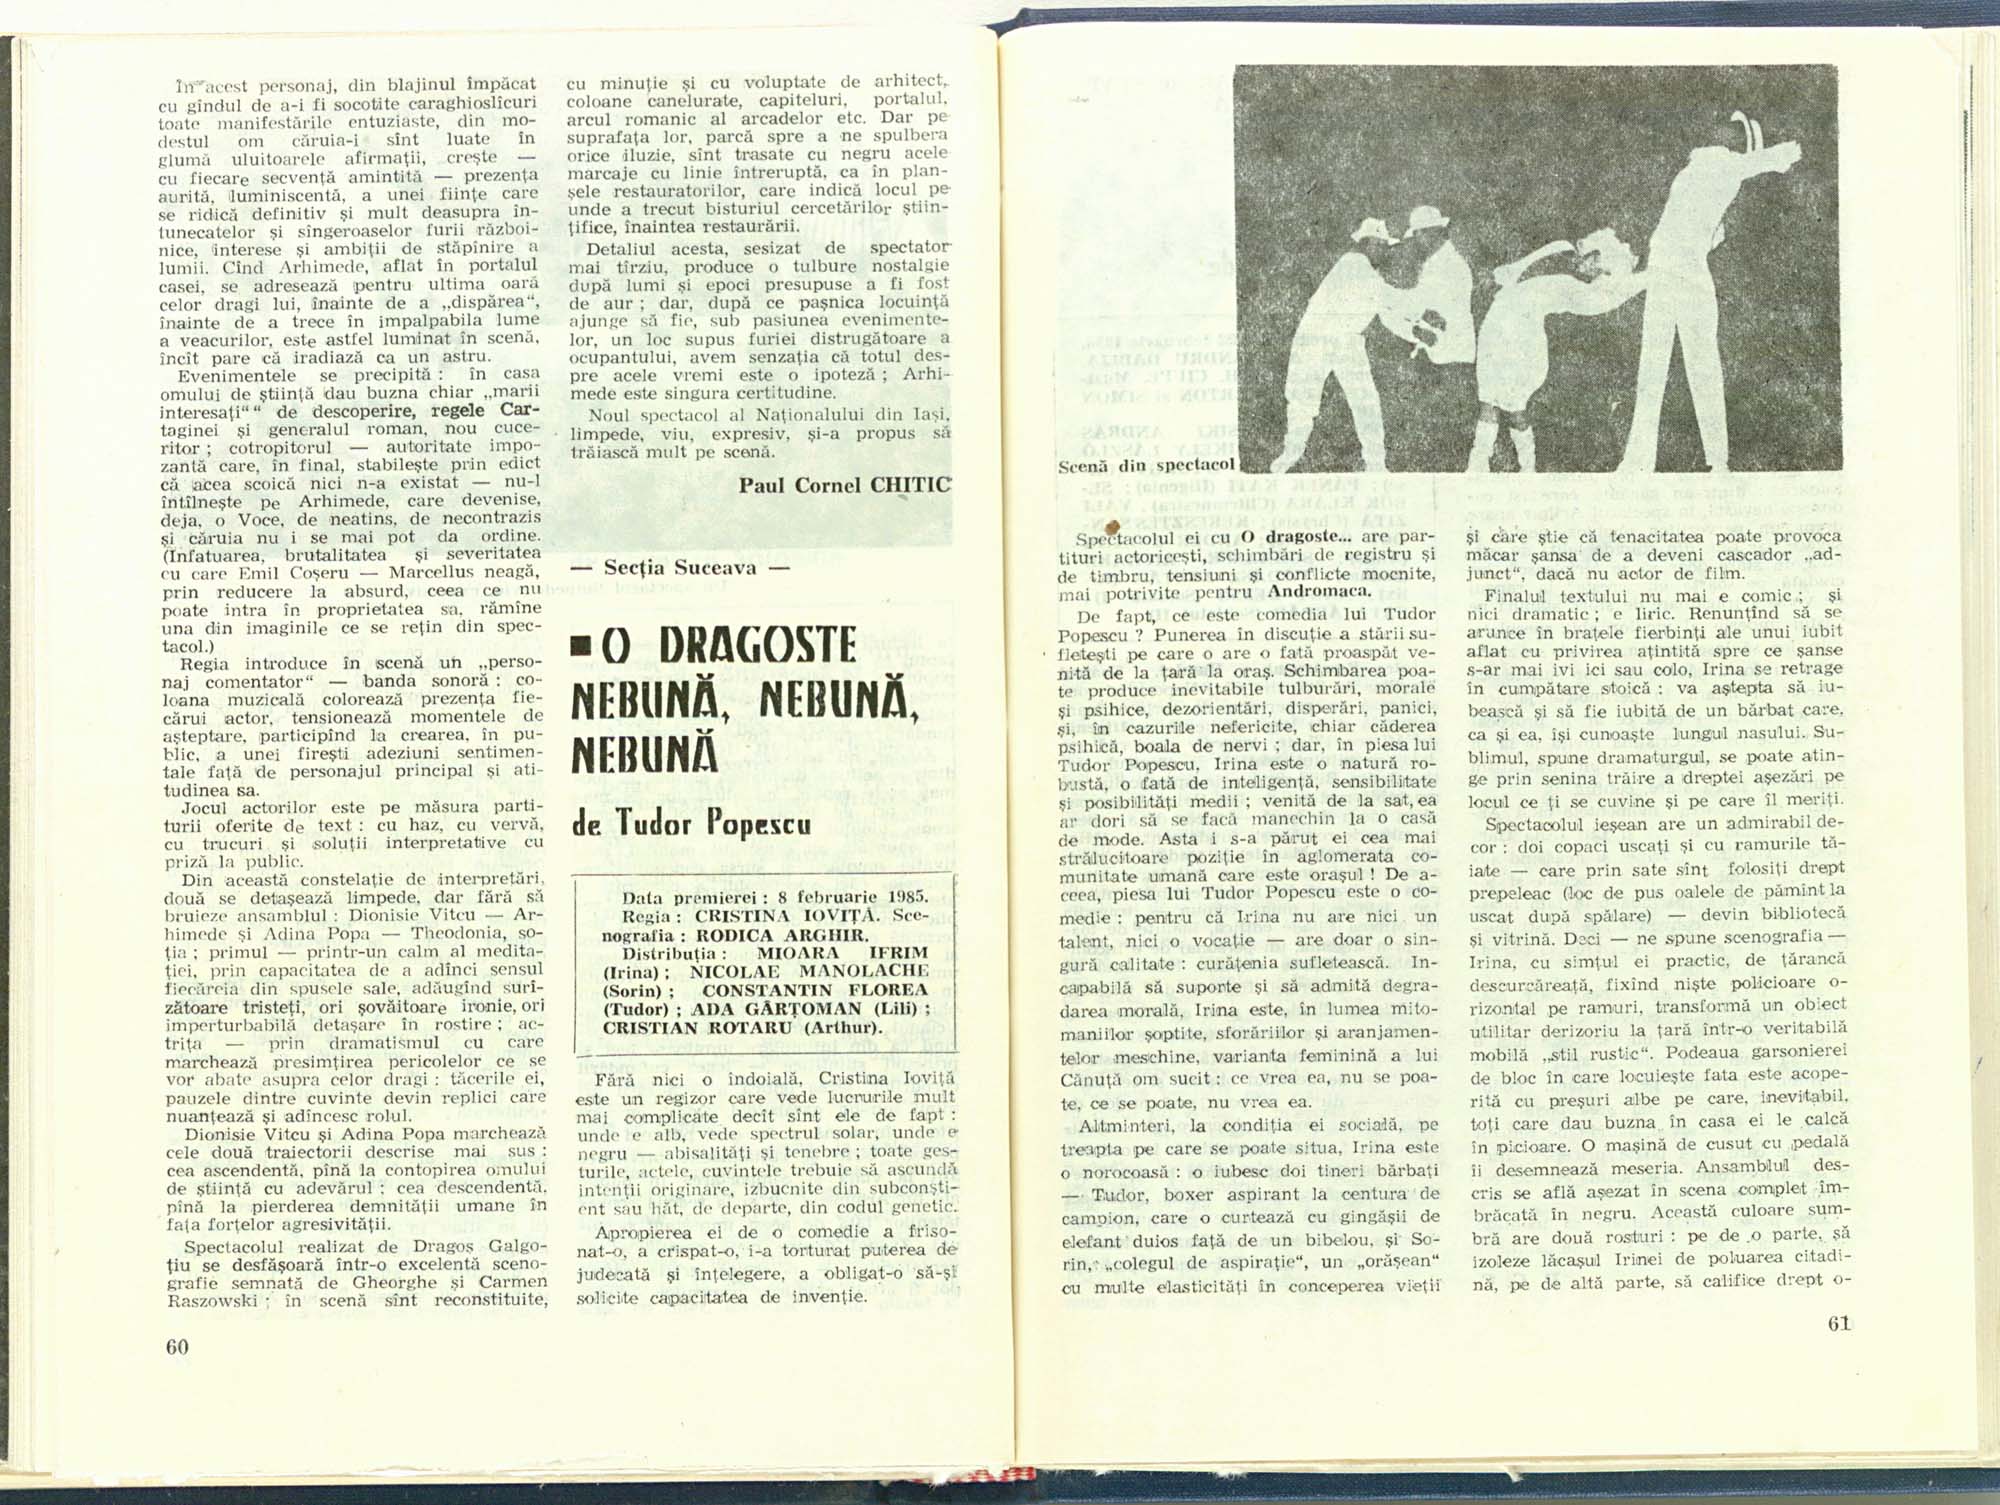 În acest personaj, din blajinul împăcat
cu gîndul de a-i fi socotite caraghioslîcuri
toate manifestările entuziaste, din mo-
destul om căruia-i sînt luate în
glumă uluitoarele afirmații, crește —
cu fiecare secvență amintită — prezența
aurită, luminiscentă, a unei ființe care
se ridică definitiv și mult deasupra în-
tunecatelor și sîngeroaselor furii război-
nice, interese și ambiții de stăpînire a
lumii. Cînd Arhimede, aflat în portalul
casei, se adresează pentru ultima oară
celor dragi lui, înainte de a „dispărea“,
înainte de a trece în impalpabila lume
a veacurilor, este astfel luminat în scenă,
încît pare că iradiază ca un astru.
Evenimentele se precipită : în casa
omului de știință dau buzna chiar „marii
interesați“ “ de descoperire, regele Car-
taginei și generalul roman, nou cuce-
ritor ; cotropitorul — autoritate impo-
zantă care, în final, stabilește prin edict
că acea scoică nici n-a existat — nu-l
întîlnește pe Arhimede, care devenise,
deja, o Voce, de neatins, de necontrazis
și căruia nu i se mai pot da ordine.
(Infatuarea, brutalitatea și severitatea
cu care Emil Coșeru — Marcellus neagă,
prin reducere la absurd, ceea ce nu
poate intra în proprietatea sa, rămîne
una din imaginile ce se rețin din spec-
tacol.)
Regia introduce în scenă un „perso-
naj comentator“ — banda sonoră : co-
loana muzicală colorează prezența fie-
cărui actor, tensionează momentele de
așteptare, participînd la crearea, în pu-
blic, a unei firești adeziuni sentimen-
tale față de personajul principal și ati-
tudinea sa.
Jocul actorilor este pe măsura parti-
turii oferite de text : cu haz, cu vervă,
cu trucuri și soluții interpretative cu
priză la public.
Din această constelație de interpretări,
două se detașează limpede, dar fără să
bruieze ansamblul : Dionisie Vitcu — Ar-
himede și Adina Popa — Theodonia, so-
ția ; primul — printr-un calm al medita-
ției, prin capacitatea de a adînci sensul
fiecăreia din spusele sale, adăugînd surî-
zătoare tristeți, ori șovăitoare ironie, ori
imperturbabilă detașare în rostire ; ac-
trița — prin dramatismul cu care
marchează presimțirea pericolelor ce se
vor abate asupra celor dragi : tăcerile ei,
pauzele dintre cuvinte devin replici care
nuanțează și adîncesc rolul.
Dionisie Vitcu și Adina Popa marchează
cele două traiectorii descrise mai sus :
cea ascendentă, pînă la contopirea omului
de știință cu adevărul ; cea descendentă,
pînă la pierderea demnității umane în
fața forțelor agresivității.
Spectacolul realizat de Dragoș Galgo-
țiu se desfășoară într-o excelentă sceno-
grafie semnată de Gheorghe și Carmen
Raszowski ; în scenă sînt reconstituite,
60
cu minuție și cu voluptate de arhitect,
coloane canelurate, capiteluri, portalul,
arcul romanic al arcadelor etc. Dar pe
suprafața lor, parcă spre a ne spulbera
orice iluzie, sînt trasate cu negru acele
marcaje cu linie întreruptă, ca în plan-
șele restauratorilor, care indică locul pe
unde a trecut bisturiul cercetărilor știin-
țifice, înaintea restaurării.
Detaliul acesta, sesizat de spectator
mai tîrziu, produce o tulbure nostalgie
după lumi și epoci presupuse a fi fost
de aur ; dar, după ce pașnica locuință
ajunge să fie, sub pasiunea evenimente-
lor, un loc supus furiei distrugătoare a
ocupantului, avem senzația că totul des-
pre acele vremi este o ipoteză ; Arhi-
mede este singura certitudine.
Noul spectacol al Naționalului din Iași,
limpede, viu, expresiv, și-a propus să
trăiască mult pe scenă.
Paul Cornel CHITIC
— Secția Suceava —
■ O DRAGOSTE
NEBUNĂ, NEBUNĂ,
NEBUNĂ
de Tudor Popescu
Data premierei : 8 februarie 1985.
Regia : CRISTINA IOVIȚĂ. Sce-
nografia : RODICA ARGHIR.
Distribuția : MIOARA IFRIM
(Irina) ; NICOLAE MANOLACHE
(Sorin) ; CONSTANTIN FLOREA
(Tudor) ; ADA GÂRȚOMAN (Lili) ;
CRISTIAN ROTARU (Arthur).
Fără nici o îndoială, Cristina Ioviță
este un regizor care vede lucrurile mult
mai complicate decît sînt ele de fapt :
unde e alb, vede spectrul solar, unde e
negru — abisalități și tenebre ; toate ges-
turile, actele, cuvintele trebuie să ascundă
intenții originare, izbucnite din subconști-
ent sau hăt, de departe, din codul genetic.
Apropierea ei de o comedie a friso-
nat-o, a crispat-o, i-a torturat puterea de
judecată și înțelegere, a obligat-o să-și
solicite capacitatea de invenție.
Scenă din spectacol
Spectacolul ei cu O dragoste... are par-
tituri actoricești, schimbări de registru și
de timbru, tensiuni și conflicte mocnite,
mai potrivite pentru Andromaca.
De fapt, ce este comedia lui Tudor
Popescu ? Punerea în discuție a stării su-
fletești pe care o are o fată proaspăt ve-
nită de la țară la oraș. Schimbarea poa-
te produce inevitabile tulburări, morale
și psihice, dezorientări, disperări, panici,
și, în cazurile nefericite, chiar căderea
psihică, boala de nervi ; dar, în piesa lui
Tudor Popescu, Irina este o natură ro-
bustă, o fată de inteligență, sensibilitate
și posibilități medii ; venită de la sat, ea
ar dori să se facă manechin la o casă
de mode. Asta i s-a părut ei cea mai
strălucitoare poziție în aglomerata co-
munitate umană care este orașul ! De a-
ceea, piesa lui Tudor Popescu este o co-
medie : pentru că Irina nu are nici un
talent, nici o vocație — are doar o sin-
gură calitate : curățenia sufletească. In-
capabilă să suporte și să admită degra-
darea morală, Irina este, în lumea mito-
maniilor șoptite, sforăriilor și aranjamen-
telor meschine, varianta feminină a lui
Cănuță om sucit : ce vrea ea, nu se poa-
te, ce se poate, nu vrea ea.
Altminteri, la condiția ei socială, pe
treapta pe care se poate situa, Irina este
o norocoasă : o iubesc doi tineri bărbați
— Tudor, boxer aspirant la centura de
campion, care o curtează cu gingășii de
elefant duios față de un bibelou, și So-
rin, „colegul de aspirație“, un „orășean“
cu multe elasticități în conceperea vieții
și care știe că tenacitatea poate provoca
măcar șansa de a deveni cascador „ad-
junct“, dacă nu actor de film.
Finalul textului nu mai e comic ; și
nici dramatic ; e liric. Renunțînd să se
arunce în brațele fierbinți ale unui iubit
aflat cu privirea ațintită spre ce șanse
s-ar mai ivi ici sau colo, Irina se retrage
în cumpătare stoică : va aștepta să iu-
bească și să fie iubită de un bărbat care,
ca și ea, își cunoaște lungul nasului. Su-
blimul, spune dramaturgul, se poate atin-
ge prin senina trăire a dreptei așezări pe
locul ce ți se cuvine și pe care îl meriți.
Spectacolul ieșean are un admirabil de-
cor : doi copaci uscați și cu ramurile tă-
iate — care prin sate sînt folosiți drept
prepeleac (loc de pus oalele de pămînt la
uscat după spălare) — devin bibliotecă
și vitrină. Deci — ne spune scenografia —
Irina, cu simțul ei practic, de țărancă
descurcăreață, fixînd niște policioare o-
rizontal pe ramuri, transformă un obiect
utilitar derizoriu la țară într-o veritabilă
mobilă „stil rustic“. Podeaua garsonierei
de bloc în care locuiește fata este acope-
rită cu preșuri albe pe care, inevitabil,
toți care dau buzna în casa ei le calcă
în picioare. O mașină de cusut cu pedală
îi desemnează meseria. Ansamblul des-
cris se află așezat în scena complet îm-
brăcată în negru. Această culoare sum-
bră are două rosturi : pe de o parte, să
izoleze lăcașul Irinei de poluarea citadi-
nă, pe de altă parte, să califice drept o-
61